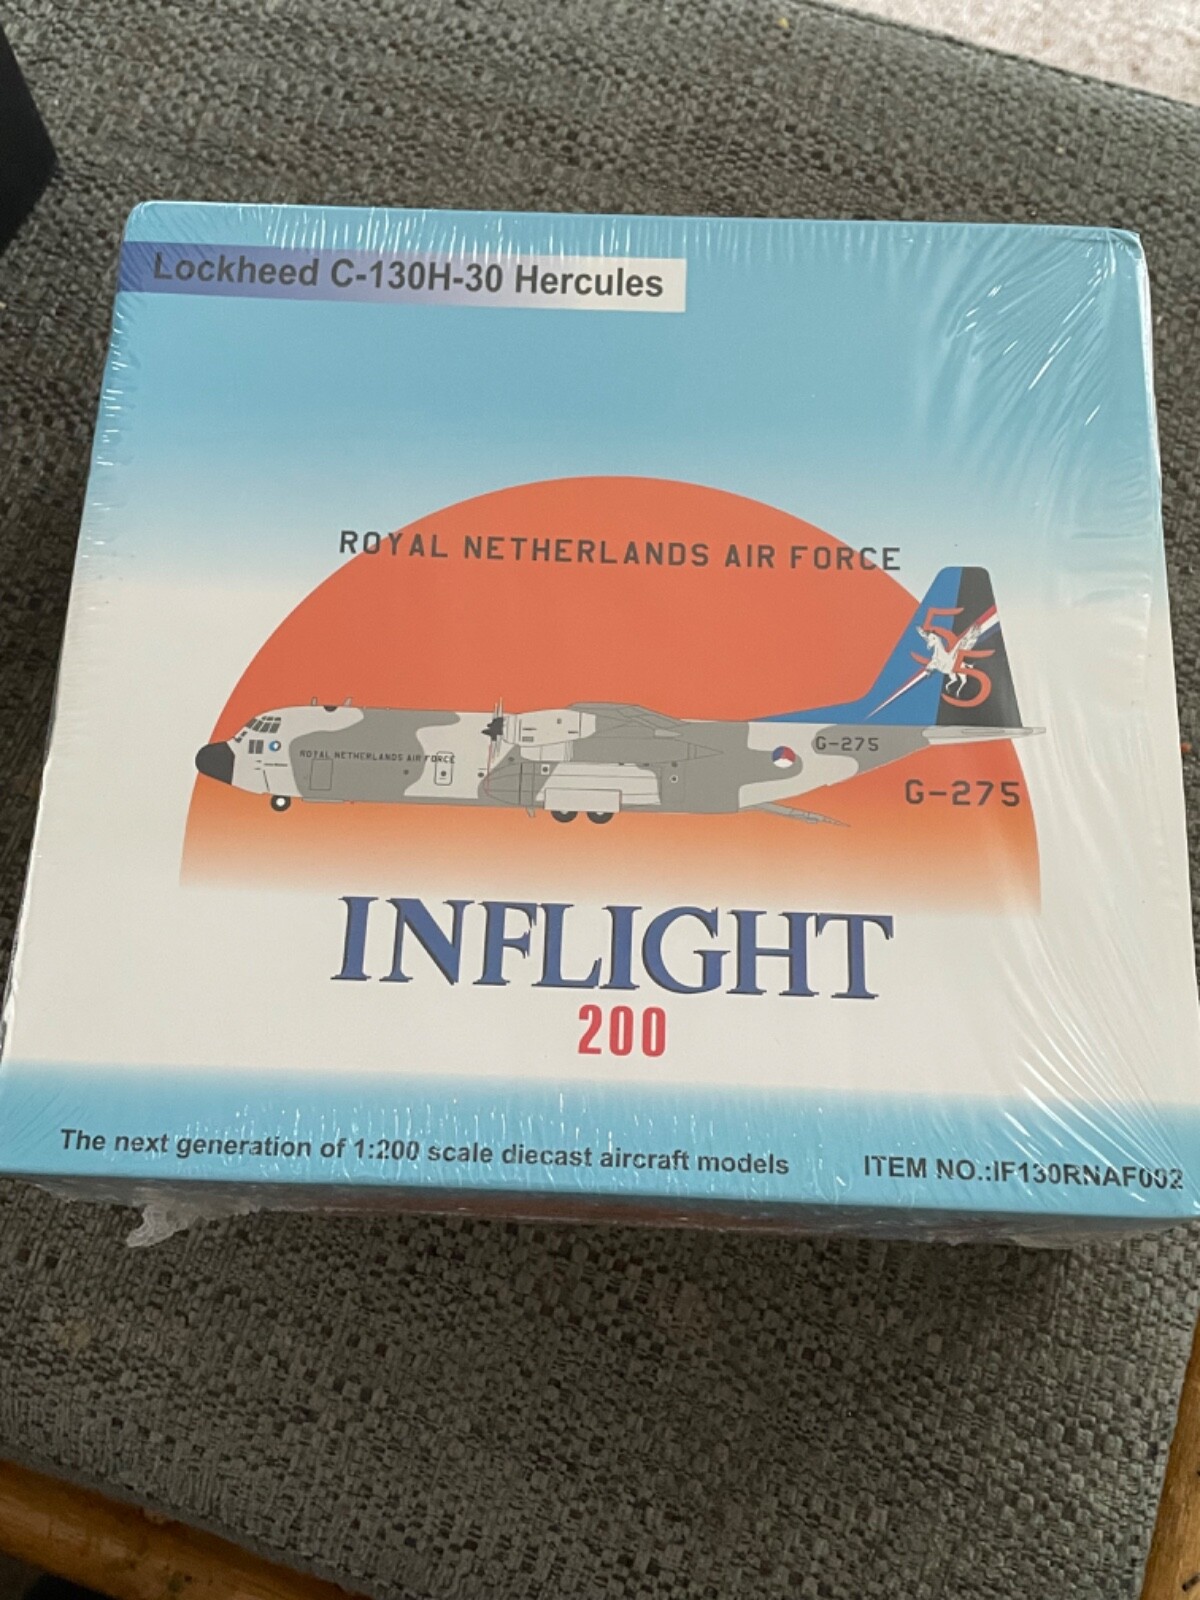 Lockheed C-130H-30 Hercules
ROYAL NETHERLANDS AIR FORCE
55
ROYAL NETHERLANDS AIR FORCE
G-275
G-275
INFLIGHT
200
The next generation of 1:200 scale diecast aircraft models
ITEM NO.:IF130RNAF002